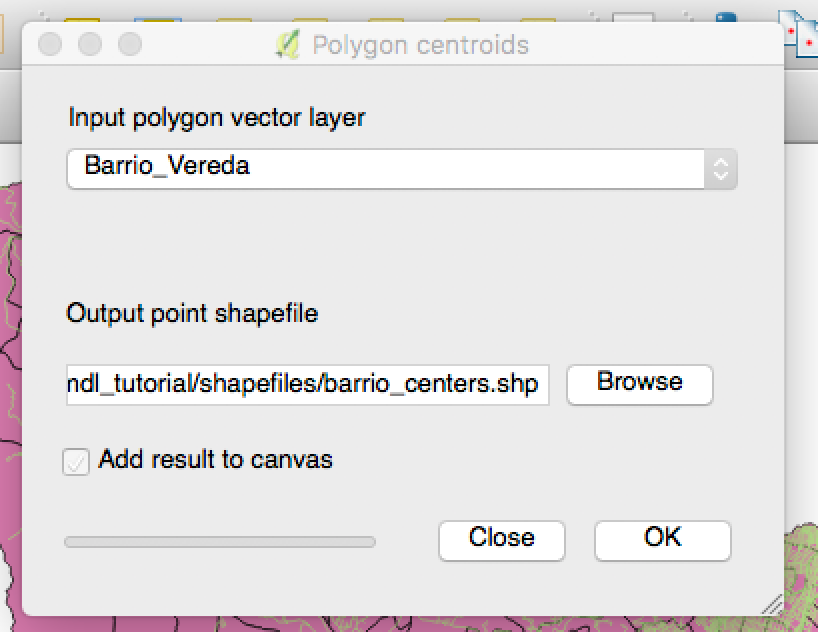 Polygon centroids
Input polygon vector layer
Barrio_Vereda
Output point shapefile
ndl_tutorial/shapefiles/barrio_centers.shp
Browse
Add result to canvas
Close
OK